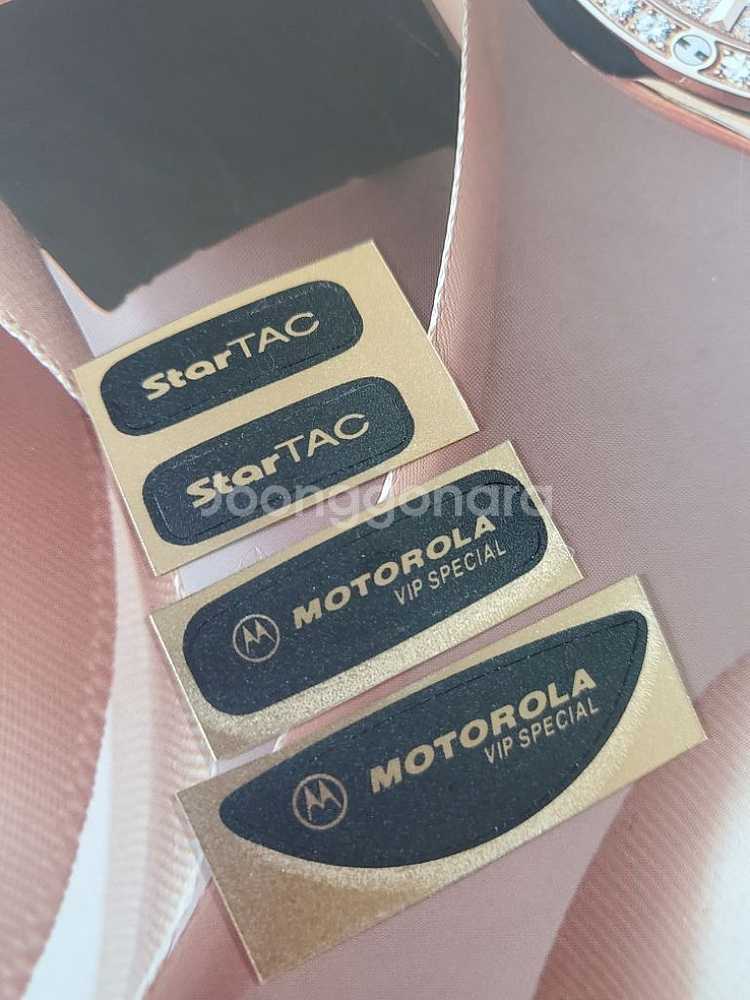 StarTAC
StarTAC
Joonggonara
MOTOROLA
VIP SPECIAL
MOTOROLA
VIP SPECIAL